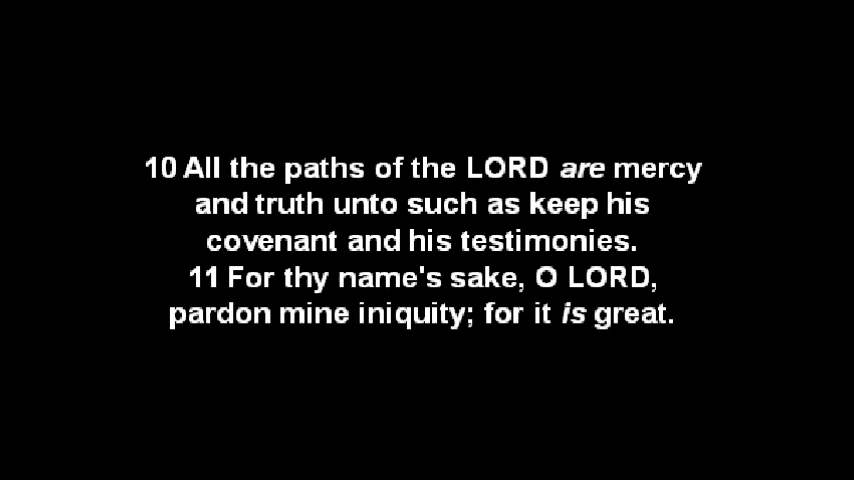 10 All the paths of the LORD are mercy
and truth unto such as keep his
covenant and his testimonies.
11 For thy name's sake, O LORD,
pardon mine iniquity; for it is great.